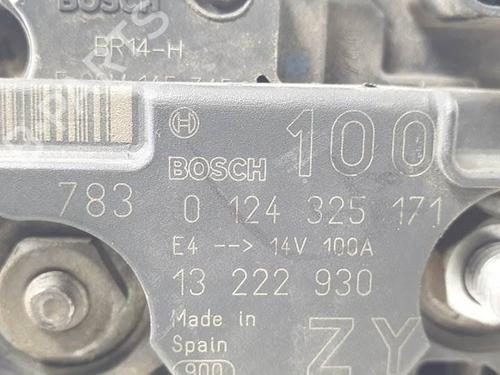 BOSCH
BR14-H
100
BOSCH
783 0 124 325 171
E4 --> 14V 100A
13 222 930
Made in
Spain ZY
900